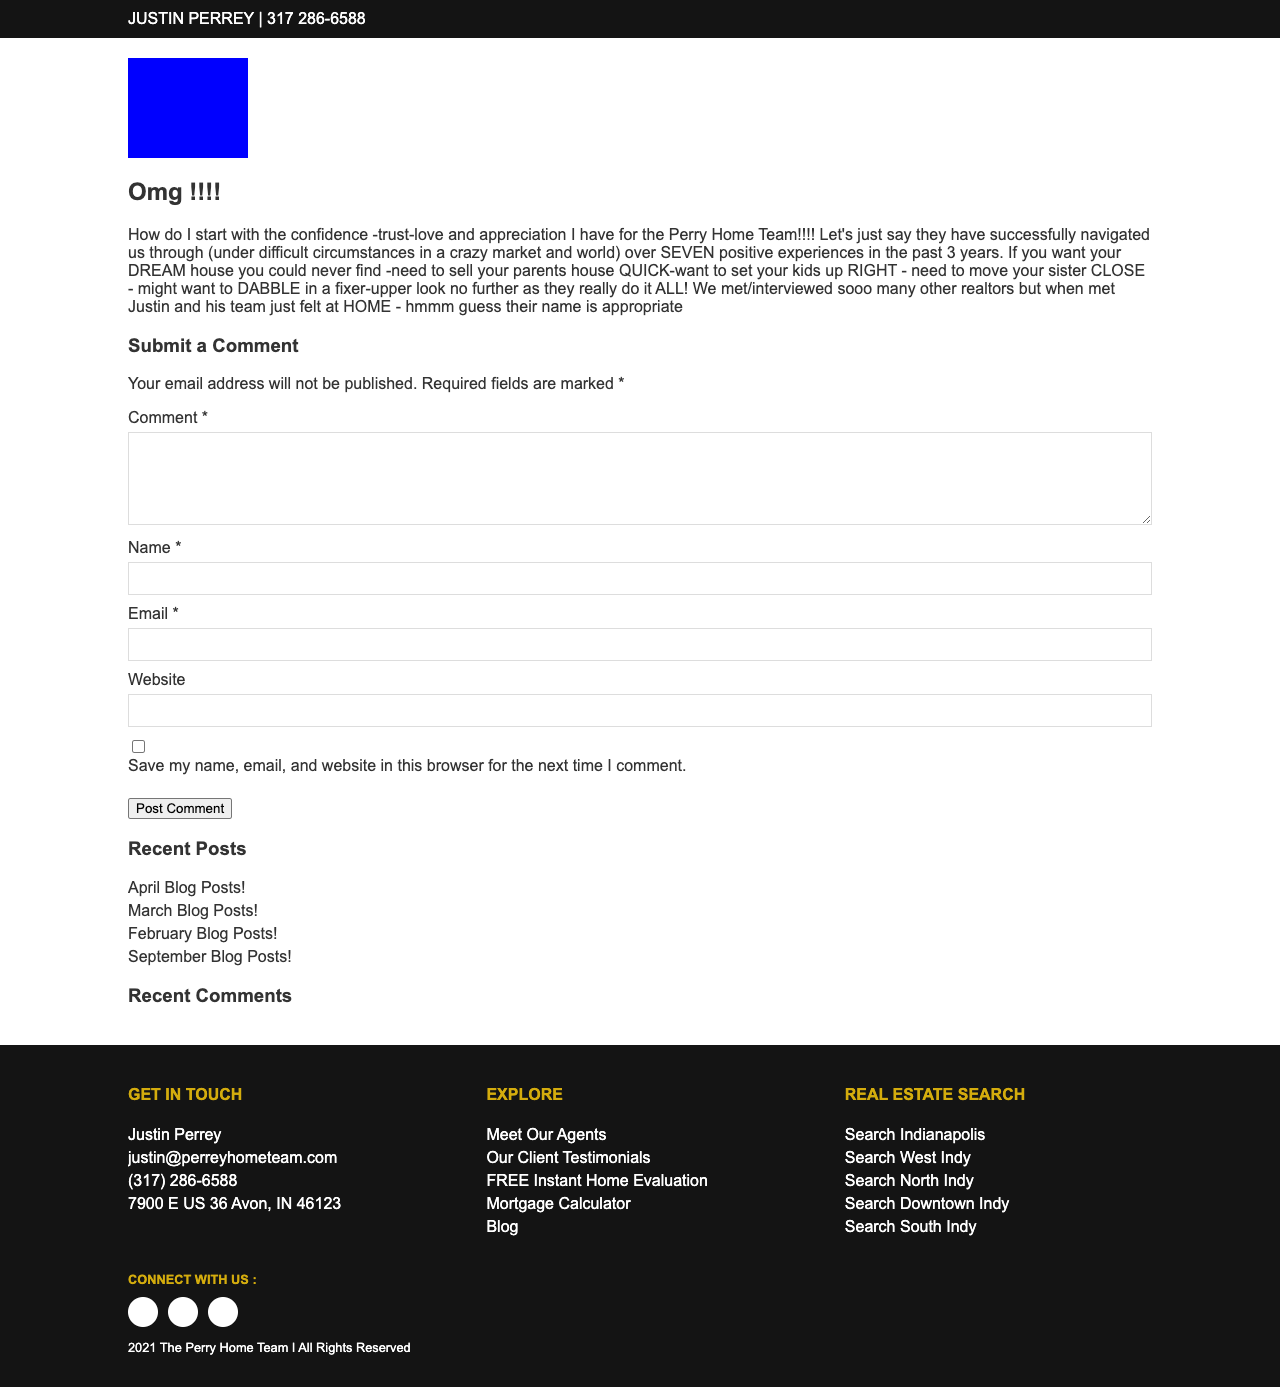 JUSTIN PERREY | 317 286-6588
Omg !!!!
How do I start with the confidence -trust-love and appreciation I have for the Perry Home Team!!!! Let's just say they have successfully navigated
us through (under difficult circumstances in a crazy market and world) over SEVEN positive experiences in the past 3 years. If you want your
DREAM house you could never find -need to sell your parents house QUICK-want to set your kids up RIGHT - need to move your sister CLOSE
- might want to DABBLE in a fixer-upper look no further as they really do it ALL! We met/interviewed sooo many other realtors but when met
Justin and his team just felt at HOME - hmmm guess their name is appropriate
Submit a Comment
Your email address will not be published. Required fields are marked *
Comment *
Name *
Email *
Website
Save my name, email, and website in this browser for the next time I comment.
Post Comment
Recent Posts
April Blog Posts!
March Blog Posts!
February Blog Posts!
September Blog Posts!
Recent Comments
GET IN TOUCH
Justin Perrey
justin@perreyhometeam.com
(317) 286-6588
7900 E US 36 Avon, IN 46123
EXPLORE
Meet Our Agents
Our Client Testimonials
FREE Instant Home Evaluation
Mortgage Calculator
Blog
REAL ESTATE SEARCH
Search Indianapolis
Search West Indy
Search North Indy
Search Downtown Indy
Search South Indy
CONNECT WITH US :
2021 The Perry Home Team I All Rights Reserved